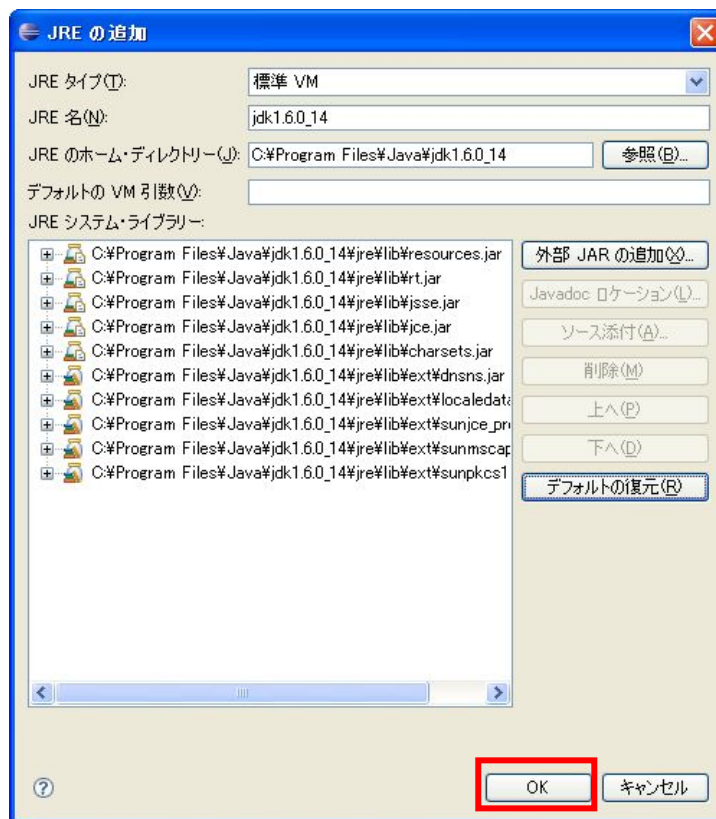 JRE の追加
JRE タイプ(T): 標準 VM
JRE 名(N): jdk1.6.0_14
JRE のホーム・ディレクトリー(J): C:¥Program Files¥Java¥jdk1.6.0_14 参照(B)...
デフォルトの VM 引数(V):
JRE システム・ライブラリー:
C:¥Program Files¥Java¥jdk1.6.0_14¥jre¥lib¥resources.jar 外部 JAR の追加(X)...
C:¥Program Files¥Java¥jdk1.6.0_14¥jre¥lib¥rt.jar
Javadoc ロケーション(L)...
C:¥Program Files¥Java¥jdk1.6.0_14¥jre¥lib¥jsse.jar
C:¥Program Files¥Java¥jdk1.6.0_14¥jre¥lib¥jce.jar ソース添付(A)...
C:¥Program Files¥Java¥jdk1.6.0_14¥jre¥lib¥charsets.jar
C:¥Program Files¥Java¥jdk1.6.0_14¥jre¥lib¥ext¥dnsns.jar 削除(M)
C:¥Program Files¥Java¥jdk1.6.0_14¥jre¥lib¥ext¥localedata
上へ(P)
C:¥Program Files¥Java¥jdk1.6.0_14¥jre¥lib¥ext¥sunjce_pro
C:¥Program Files¥Java¥jdk1.6.0_14¥jre¥lib¥ext¥sunmscap 下へ(D)
C:¥Program Files¥Java¥jdk1.6.0_14¥jre¥lib¥ext¥sunpkcs1
デフォルトの復元(R)
OK キャンセル